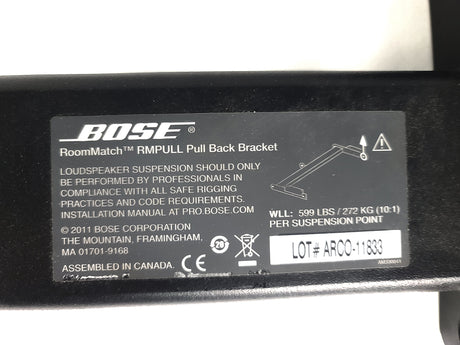 BOSE®
RoomMatch™ RMPULL Pull Back Bracket
LOUDSPEAKER SUSPENSION SHOULD ONLY
BE PERFORMED BY PROFESSIONALS IN
COMPLIANCE WITH ALL SAFE RIGGING
PRACTICES AND CODE REQUIREMENTS.
INSTALLATION MANUAL AT PRO.BOSE.COM
© 2011 BOSE CORPORATION
THE MOUNTAIN, FRAMINGHAM,
MA 01701-9168
ASSEMBLED IN CANADA.
20
CE
WLL: 599 LBS / 272 KG (10:1)
PER SUSPENSION POINT
LOT# ARCO-11833